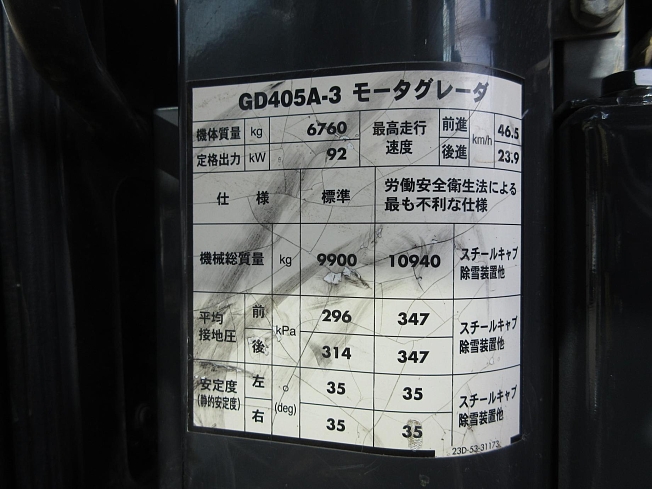 GD405A-3 モータグレーダ
機体質量 kg 6760 最高走行速度 前進 km/h 46.5
定格出力 kW 92 後進 23.9
仕 様 標準 労働安全衛生法による
最も不利な仕様
機械総質量 kg 9900 10940 スチールキャブ
除雪装置他
平均接地圧 前 kPa 296 347 スチールキャブ
後 314 347 除雪装置他
安定度 左 ° 35 35 スチールキャブ
(静的安定度) 右 (deg) 35 35 除雪装置他
23D-53-31173